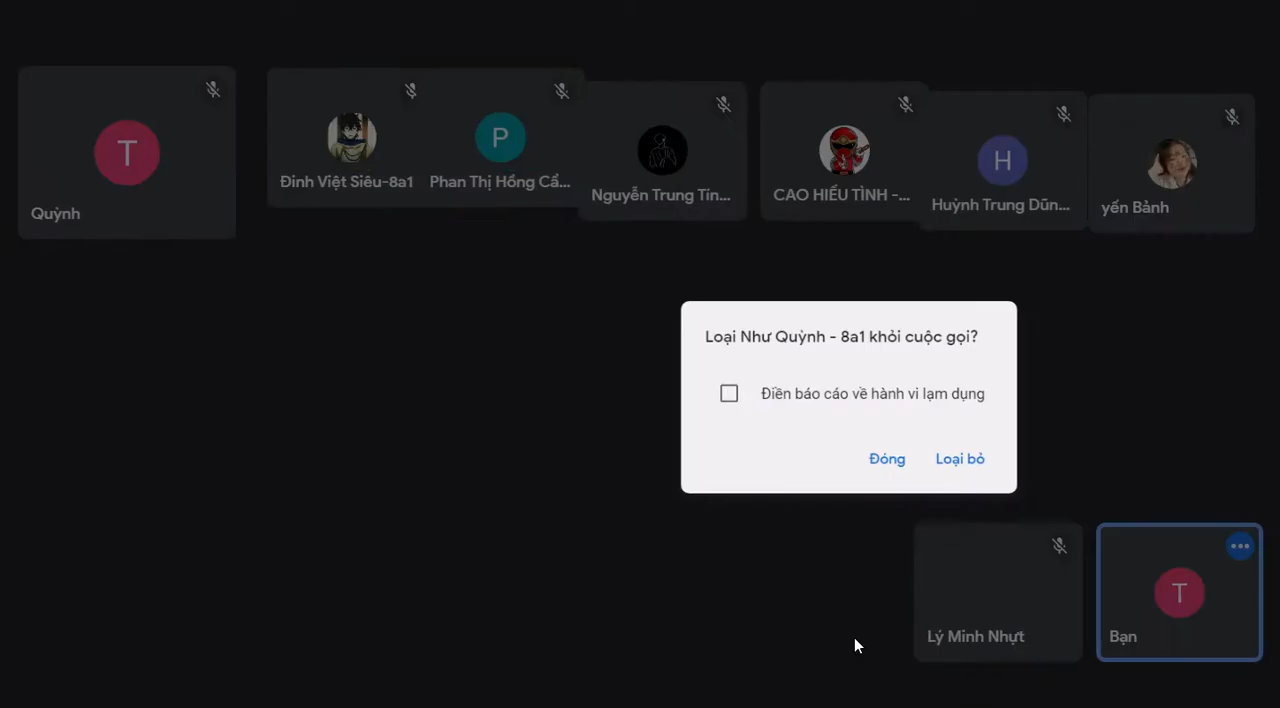 T
Quỳnh
Đinh Việt Siêu-8a1
P
Phan Thị Hồng Cẩ...
Nguyễn Trung Tín...
CAO HIẾU TÌNH -...
H
Huỳnh Trung Dũn...
yến Bảnh
Loại Như Quỳnh - 8a1 khỏi cuộc gọi?
Điền báo cáo về hành vi lạm dụng
Đóng
Loại bỏ
Lý Minh Nhựt
T
Bạn